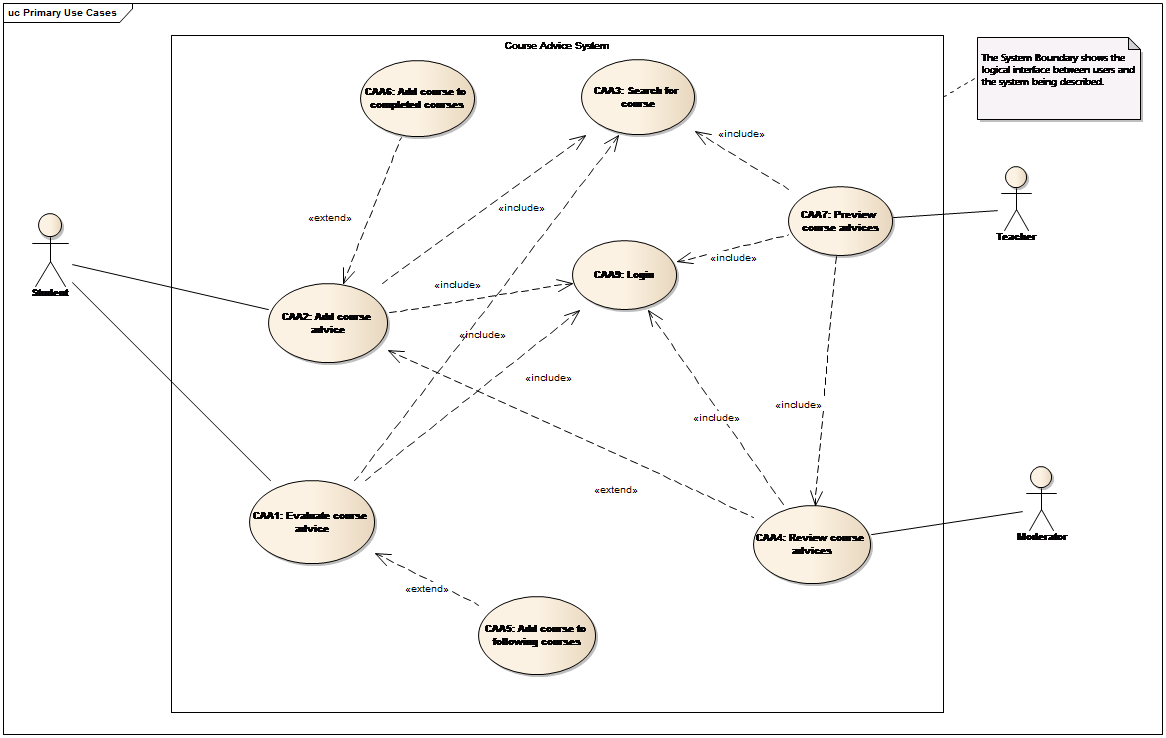 uc Primary Use Cases
Course Advice System
The System Boundary shows the
logical interface between users and
the system being described.
CAA6: Add course to
completed courses
CAA3: Search for
course
«include»
CAA7: Preview
course advices
Teacher
«include»
«extend»
Student
CAA9: Login
«include»
«include»
CAA2: Add course
advice
«include»
«include»
«include»
«include»
«extend»
CAA1: Evaluate course
advice
CAA4: Review course
advices
Moderator
«extend»
CAA5: Add course to
following courses